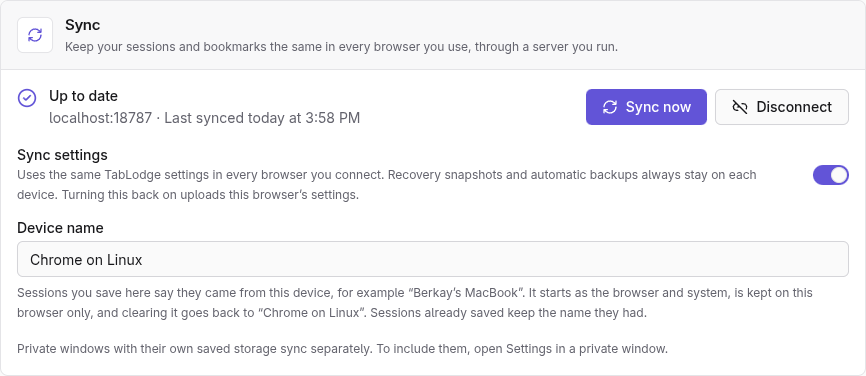 Sync
Keep your sessions and bookmarks the same in every browser you use, through a server you run.
Up to date
localhost:18787 · Last synced today at 3:58 PM
Sync now
Disconnect
Sync settings
Uses the same TabLodge settings in every browser you connect. Recovery snapshots and automatic backups always stay on each
device. Turning this back on uploads this browser’s settings.
Device name
Chrome on Linux
Sessions you save here say they came from this device, for example “Berkay’s MacBook”. It starts as the browser and system, is kept on this
browser only, and clearing it goes back to “Chrome on Linux”. Sessions already saved keep the name they had.
Private windows with their own saved storage sync separately. To include them, open Settings in a private window.